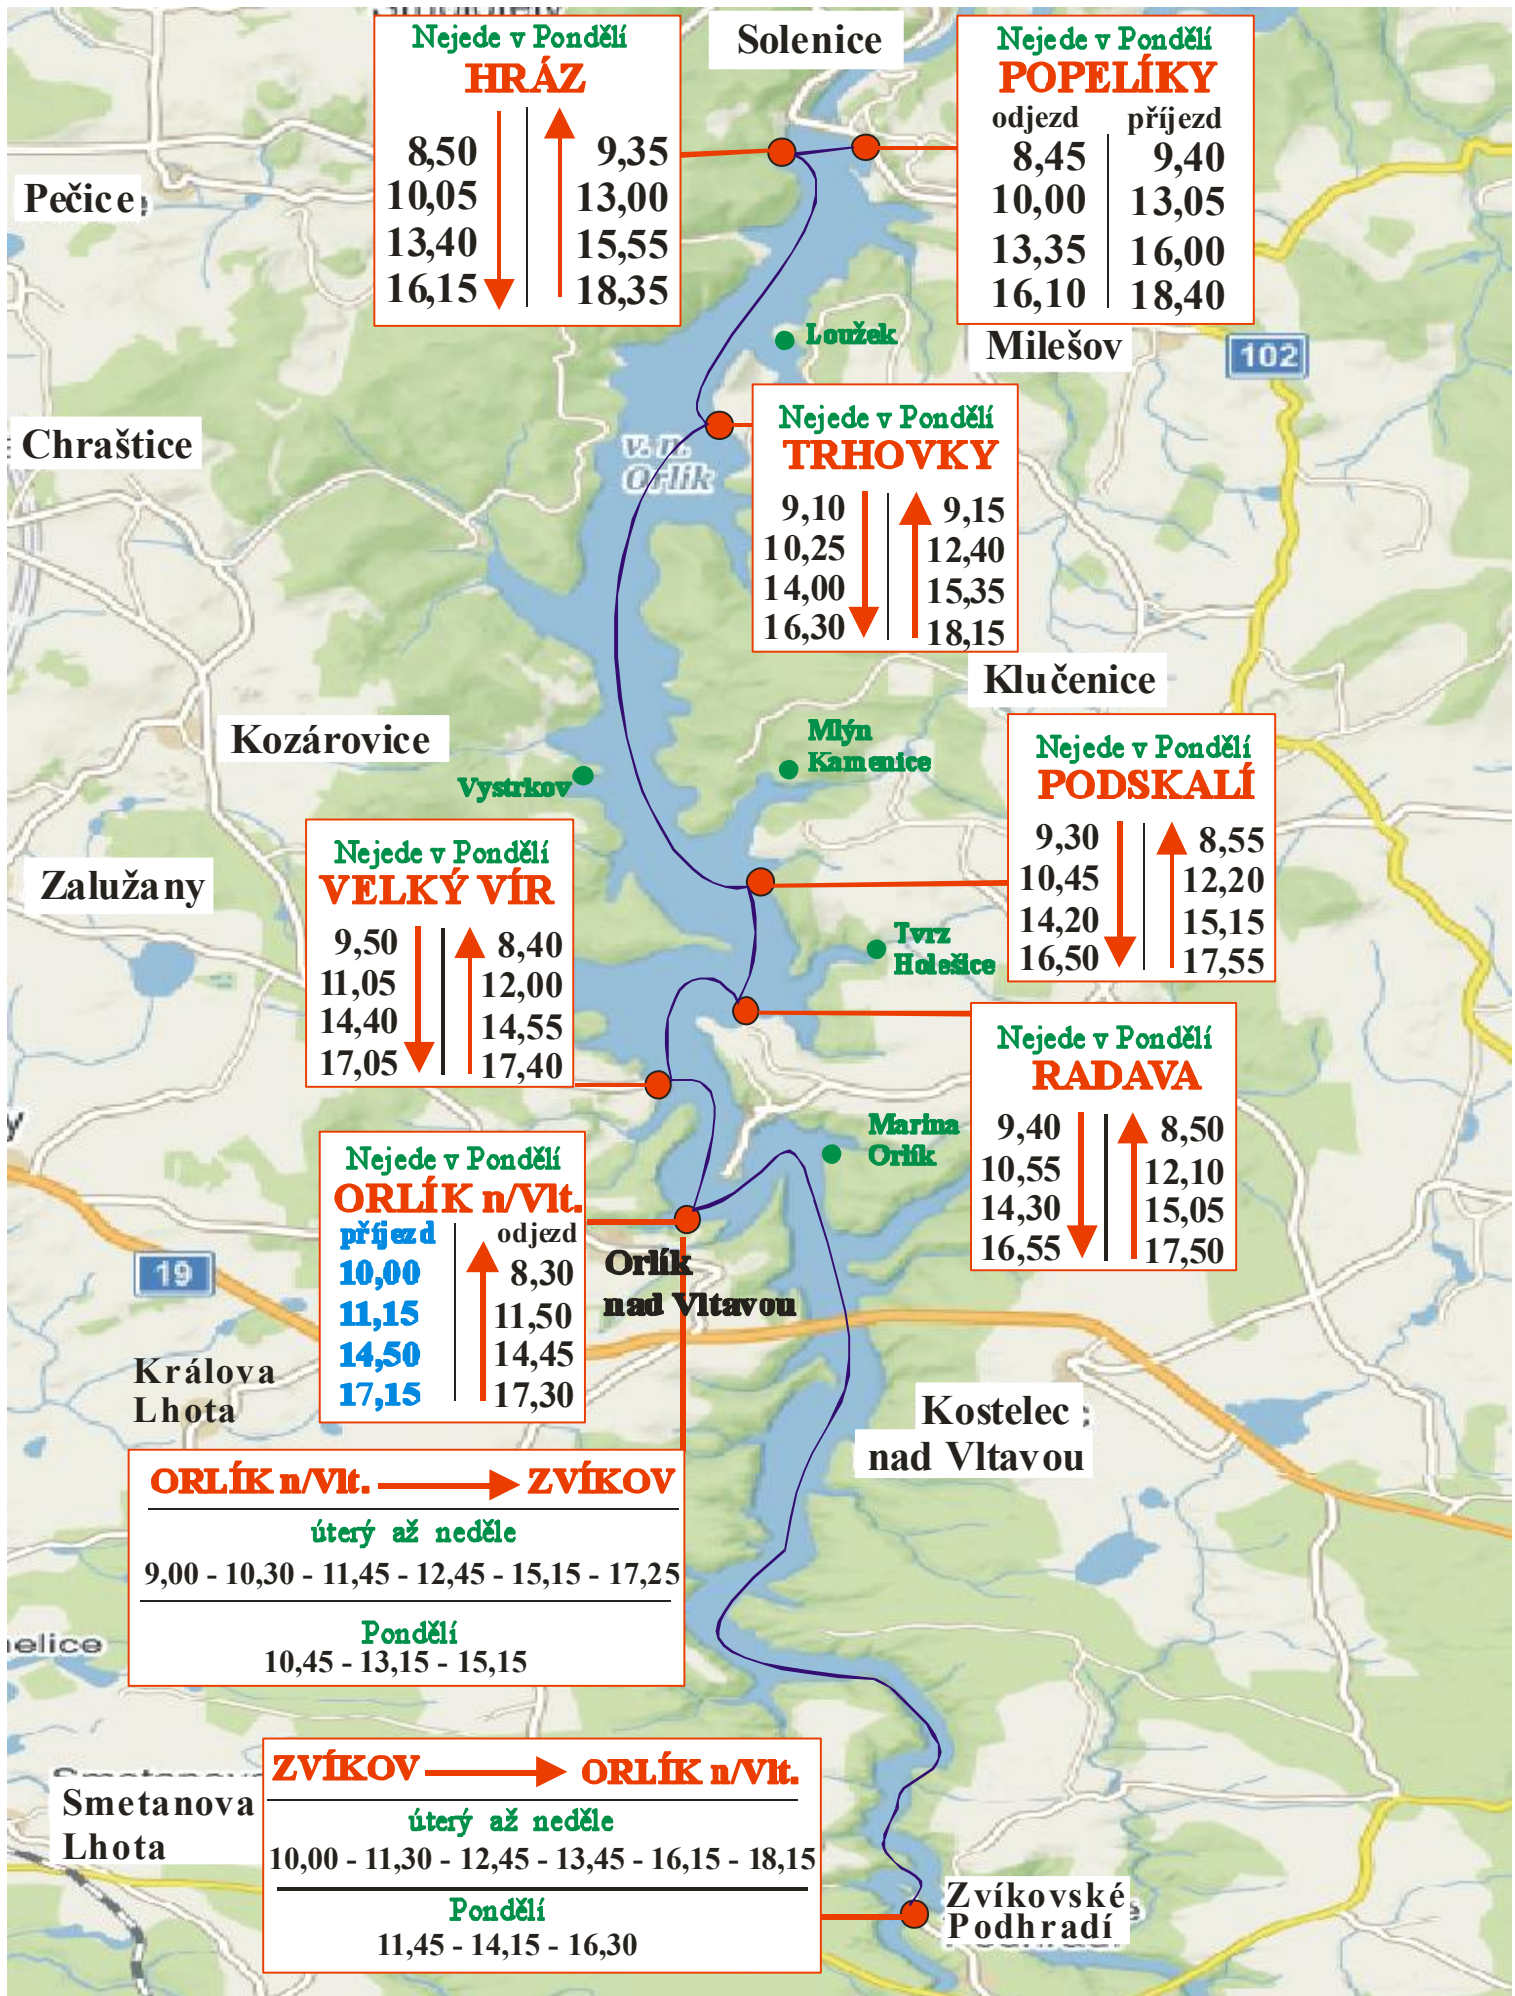 Nejede v Pondělí
HRÁZ
8,50 9,35
10,05 13,00
13,40 15,55
16,15 18,35
Solenice
Nejede v Pondělí
POPELÍKY
odjezd příjezd
8,45 9,40
10,00 13,05
13,35 16,00
16,10 18,40
Pečice
Loužek
Milešov
102
Chraštice
v. n.
Orlík
Nejede v Pondělí
TRHOVKY
9,10 9,15
10,25 12,40
14,00 15,35
16,30 18,15
Klučenice
Kozárovice
Vystrkov
Mlýn
Kamenice
Nejede v Pondělí
PODSKALÍ
9,30 8,55
10,45 12,20
14,20 15,15
16,50 17,55
Zalužany
Nejede v Pondělí
VELKÝ VÍR
9,50 8,40
11,05 12,00
14,40 14,55
17,05 17,40
Tvrz
Holešice
Nejede v Pondělí
RADAVA
9,40 8,50
10,55 12,10
14,30 15,05
16,55 17,50
Marina
Orlík
Nejede v Pondělí
ORLÍK n/Vlt.
příjezd odjezd
10,00 8,30
11,15 11,50
14,50 14,45
17,15 17,30
19
Orlík
nad Vltavou
Králova
Lhota
Kostelec
nad Vltavou
ORLÍK n/Vlt. ZVÍKOV
úterý až neděle
9,00 - 10,30 - 11,45 - 12,45 - 15,15 - 17,25
Pondělí
10,45 - 13,15 - 15,15
elice
ZVÍKOV ORLÍK n/Vlt.
úterý až neděle
10,00 - 11,30 - 12,45 - 13,45 - 16,15 - 18,15
Pondělí
11,45 - 14,15 - 16,30
Smetanova
Lhota
Zvíkovské
Podhradí